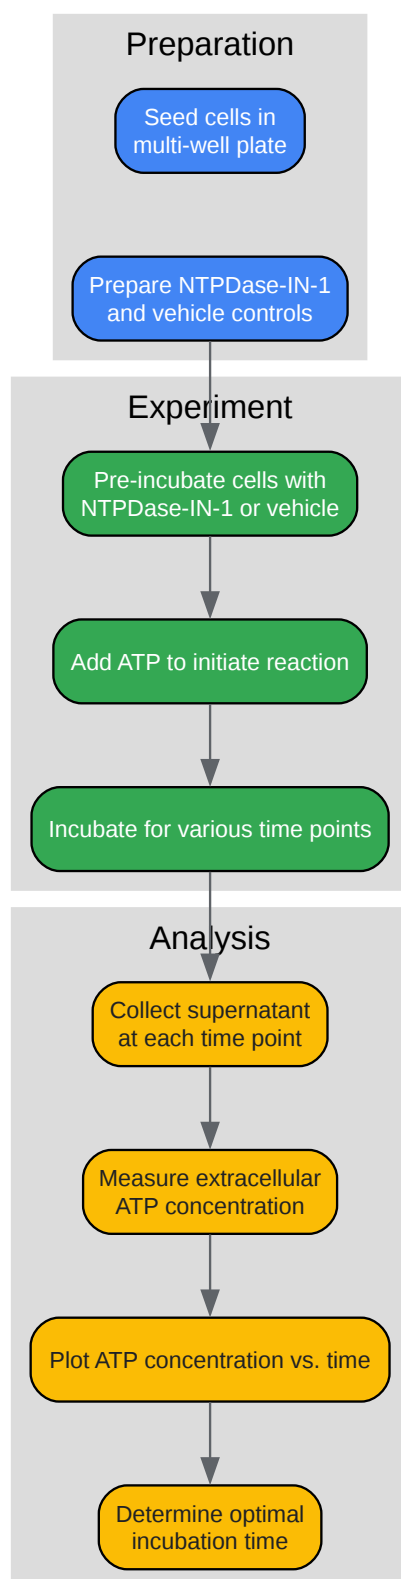 Preparation
Seed cells in
multi-well plate
Prepare NTPDase-IN-1
and vehicle controls
Experiment
Pre-incubate cells with
NTPDase-IN-1 or vehicle
Add ATP to initiate reaction
Incubate for various time points
Analysis
Collect supernatant
at each time point
Measure extracellular
ATP concentration
Plot ATP concentration vs. time
Determine optimal
incubation time